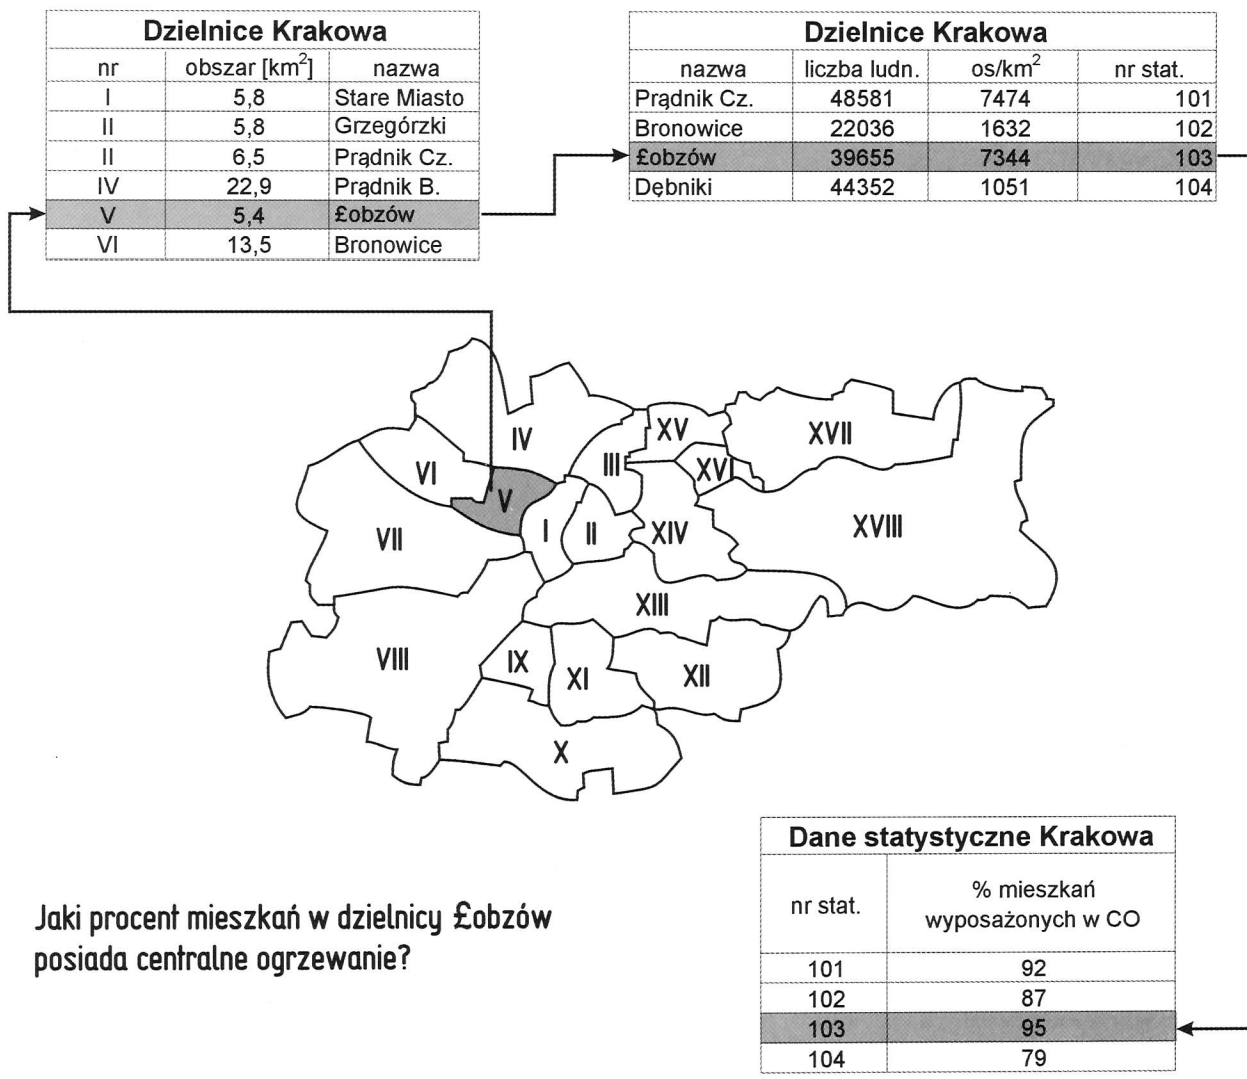 Dzielnice Krakowa
nr obszar [km²] nazwa
I 5,8 Stare Miasto
II 5,8 Grzegórzki
II 6,5 Prądnik Cz.
IV 22,9 Prądnik B.
V 5,4 £obzów
VI 13,5 Bronowice
Dzielnice Krakowa
nazwa liczba ludn. os/km² nr stat.
Prądnik Cz. 48581 7474 101
Bronowice 22036 1632 102
£obzów 39655 7344 103
Dębniki 44352 1051 104
IV
XV
XVII
III
VI
XVI
V
XVIII
VII
I
II
XIV
XIII
VIII
IX
XI
XII
X
Jaki procent mieszkań w dzielnicy £obzów
posiada centralne ogrzewanie?
Dane statystyczne Krakowa
nr stat. % mieszkań
wyposażonych w CO
101 92
102 87
103 95
104 79